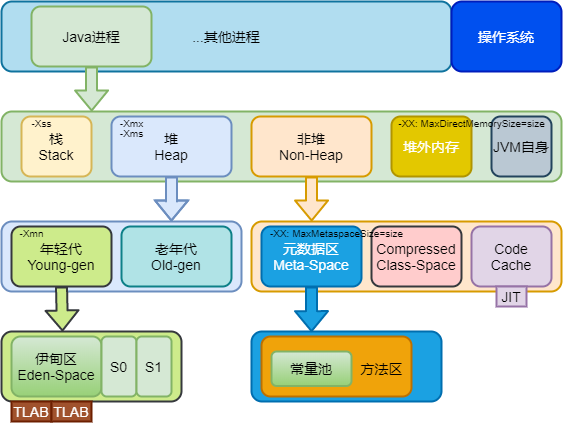 Java进程
...其他进程
操作系统
-Xss
栈
Stack
-Xmx
-Xms
堆
Heap
非堆
Non-Heap
-XX: MaxDirectMemorySize=size
堆外内存
JVM自身
-Xmn
年轻代
Young-gen
老年代
Old-gen
-XX: MaxMetaspaceSize=size
元数据区
Meta-Space
Compressed
Class-Space
Code
Cache
JIT
伊甸区
Eden-Space
S0
S1
TLAB
TLAB
常量池
方法区